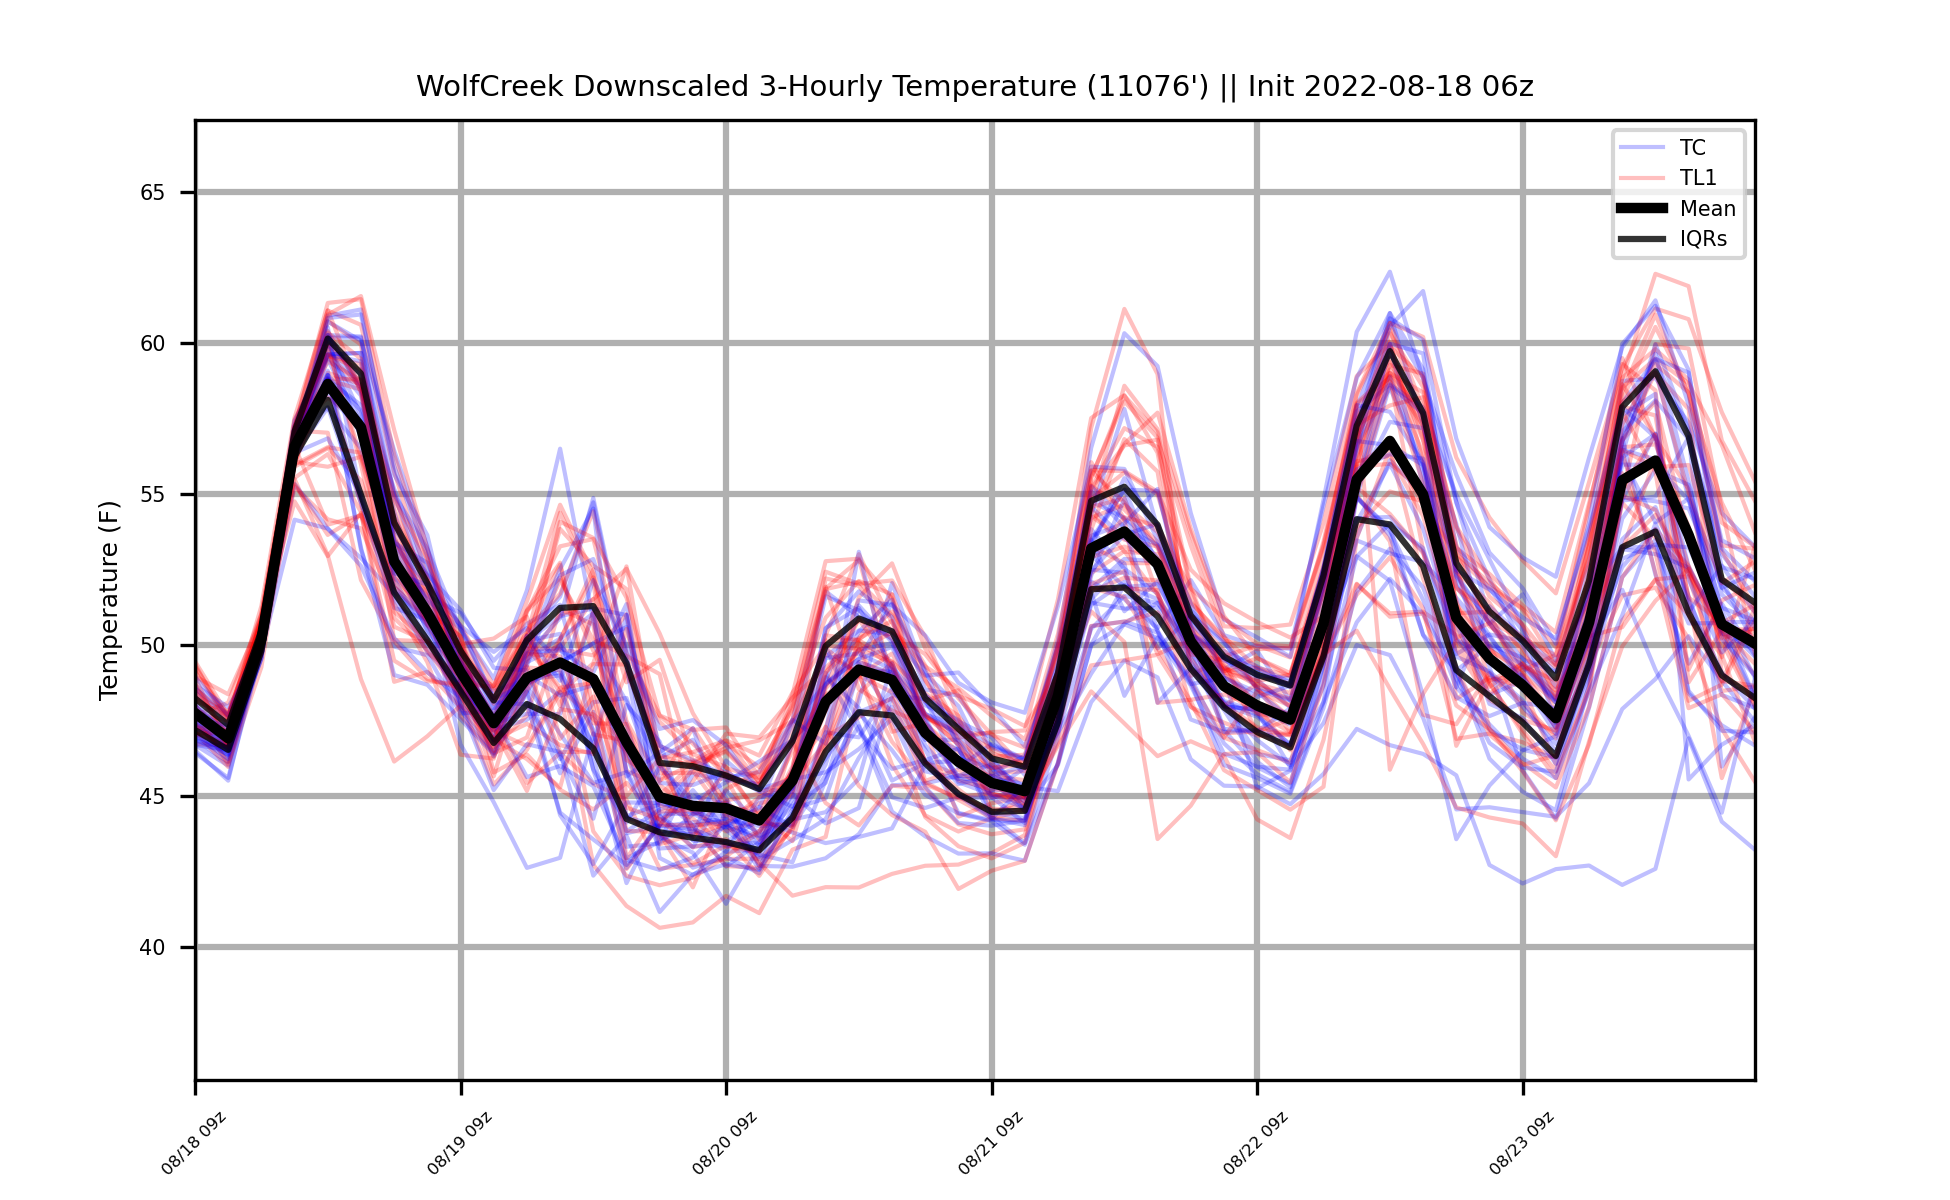 WolfCreek Downscaled 3-Hourly Temperature (11076') || Init 2022-08-18 06z
TC
TL1
Mean
IQRs
Temperature (F)
65
60
55
50
45
40
08/18 09z
08/19 09z
08/20 09z
08/21 09z
08/22 09z
08/23 09z